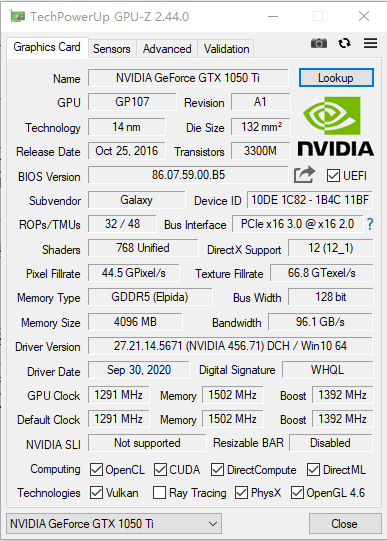 TechPowerUp GPU-Z 2.44.0
Graphics Card Sensors Advanced Validation
Name NVIDIA GeForce GTX 1050 Ti Lookup
GPU GP107 Revision A1
Technology 14 nm Die Size 132 mm²
Release Date Oct 25, 2016 Transistors 3300M
NVIDIA
BIOS Version 86.07.59.00.B5 UEFI
Subvendor Galaxy Device ID 10DE 1C82 - 1B4C 11BF
ROPs/TMUs 32 / 48 Bus Interface PCIe x16 3.0 @ x16 2.0 ?
Shaders 768 Unified DirectX Support 12 (12_1)
Pixel Fillrate 44.5 GPixel/s Texture Fillrate 66.8 GTexel/s
Memory Type GDDR5 (Elpida) Bus Width 128 bit
Memory Size 4096 MB Bandwidth 96.1 GB/s
Driver Version 27.21.14.5671 (NVIDIA 456.71) DCH / Win10 64
Driver Date Sep 30, 2020 Digital Signature WHQL
GPU Clock 1291 MHz Memory 1502 MHz Boost 1392 MHz
Default Clock 1291 MHz Memory 1502 MHz Boost 1392 MHz
NVIDIA SLI Not supported Resizable BAR Disabled
Computing OpenCL CUDA DirectCompute DirectML
Technologies Vulkan Ray Tracing PhysX OpenGL 4.6
NVIDIA GeForce GTX 1050 Ti Close